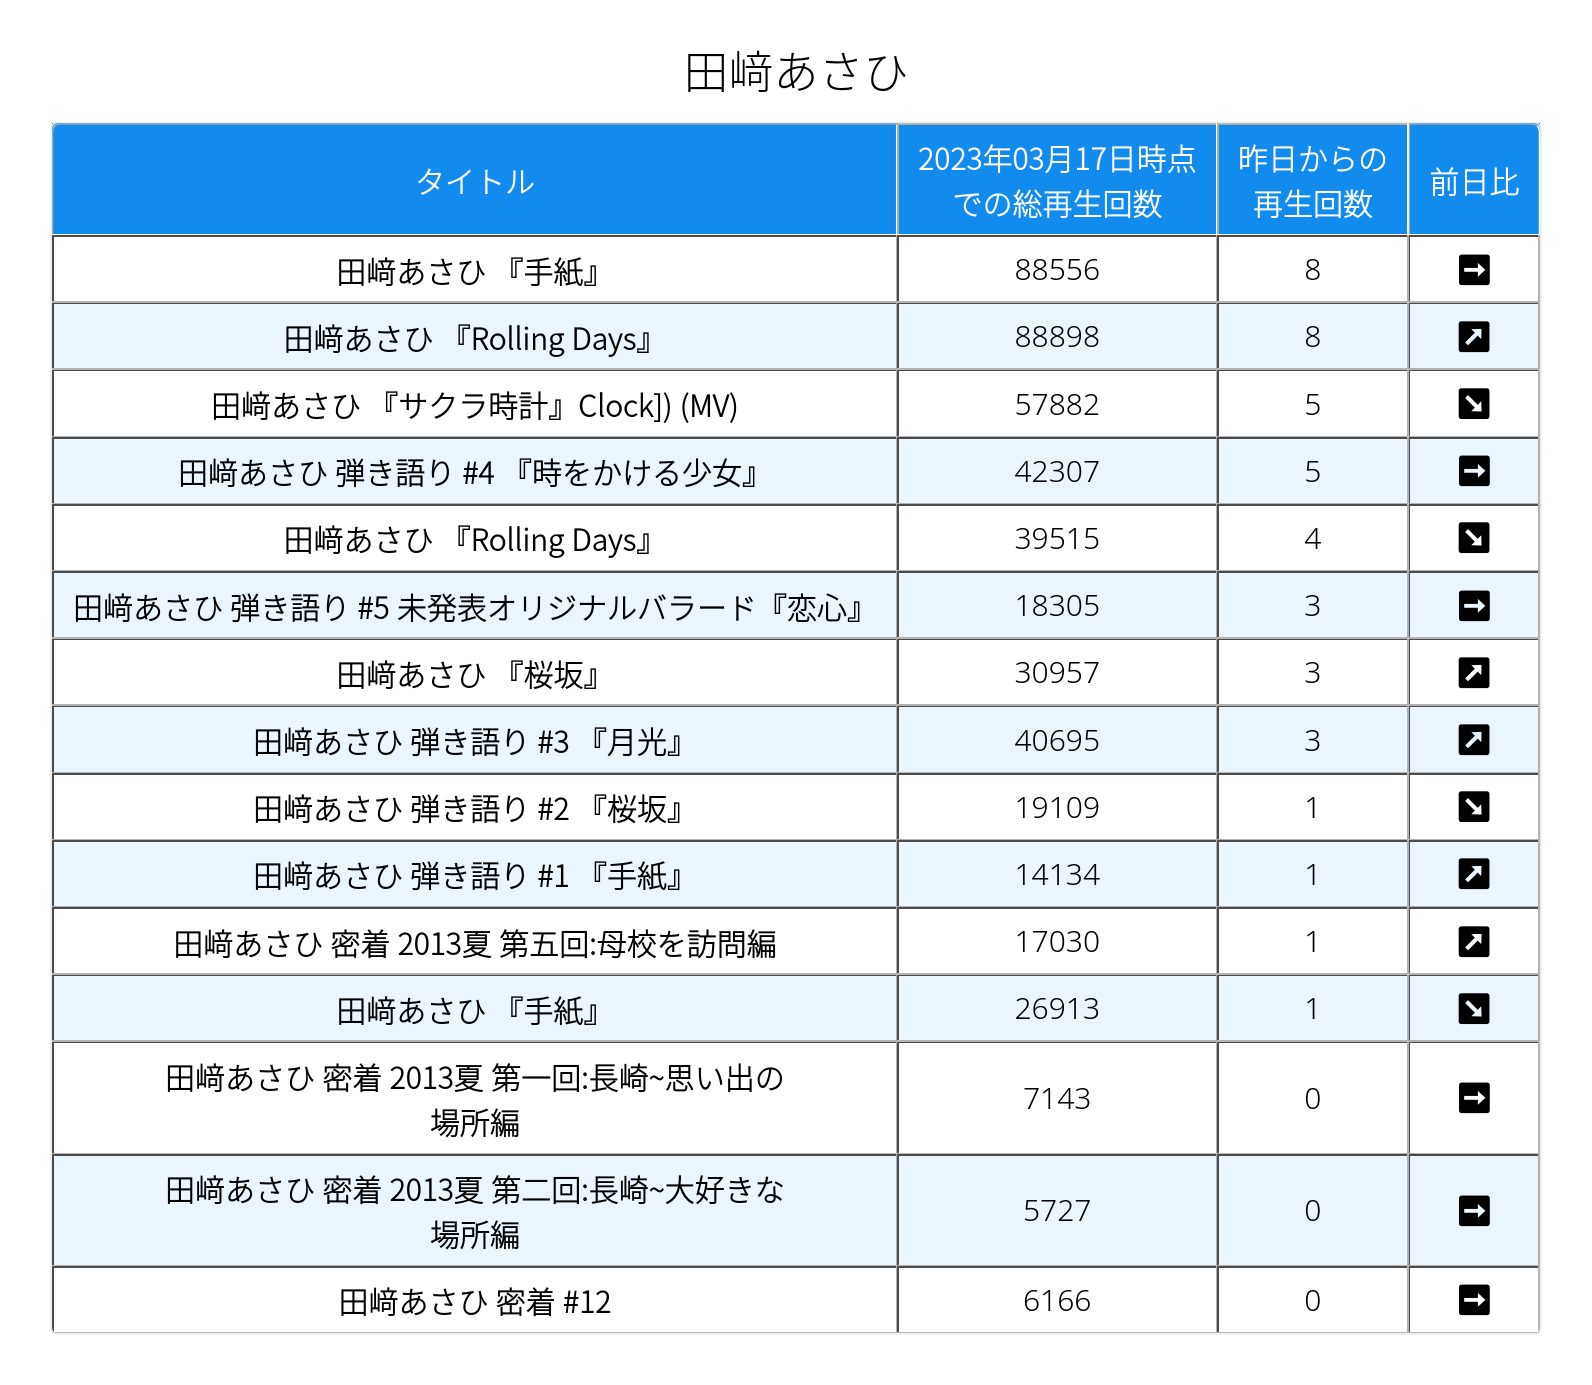 田﨑あさひ
タイトル 2023年03月17日時点 での総再生回数 昨日からの 再生回数 前日比
田﨑あさひ 『手紙』 88556 8 ➡
田﨑あさひ 『Rolling Days』 88898 8 ↗
田﨑あさひ 『サクラ時計』Clock]) (MV) 57882 5 ↘
田﨑あさひ 弾き語り #4 『時をかける少女』 42307 5 ➡
田﨑あさひ 『Rolling Days』 39515 4 ↘
田﨑あさひ 弾き語り #5 未発表オリジナルバラード『恋心』 18305 3 ➡
田﨑あさひ 『桜坂』 30957 3 ↗
田﨑あさひ 弾き語り #3 『月光』 40695 3 ↗
田﨑あさひ 弾き語り #2 『桜坂』 19109 1 ↘
田﨑あさひ 弾き語り #1 『手紙』 14134 1 ↗
田﨑あさひ 密着 2013夏 第五回:母校を訪問編 17030 1 ↗
田﨑あさひ 『手紙』 26913 1 ↘
田﨑あさひ 密着 2013夏 第一回:長崎~思い出の
場所編 7143 0 ➡
田﨑あさひ 密着 2013夏 第二回:長崎~大好きな
場所編 5727 0 ➡
田﨑あさひ 密着 #12 6166 0 ➡